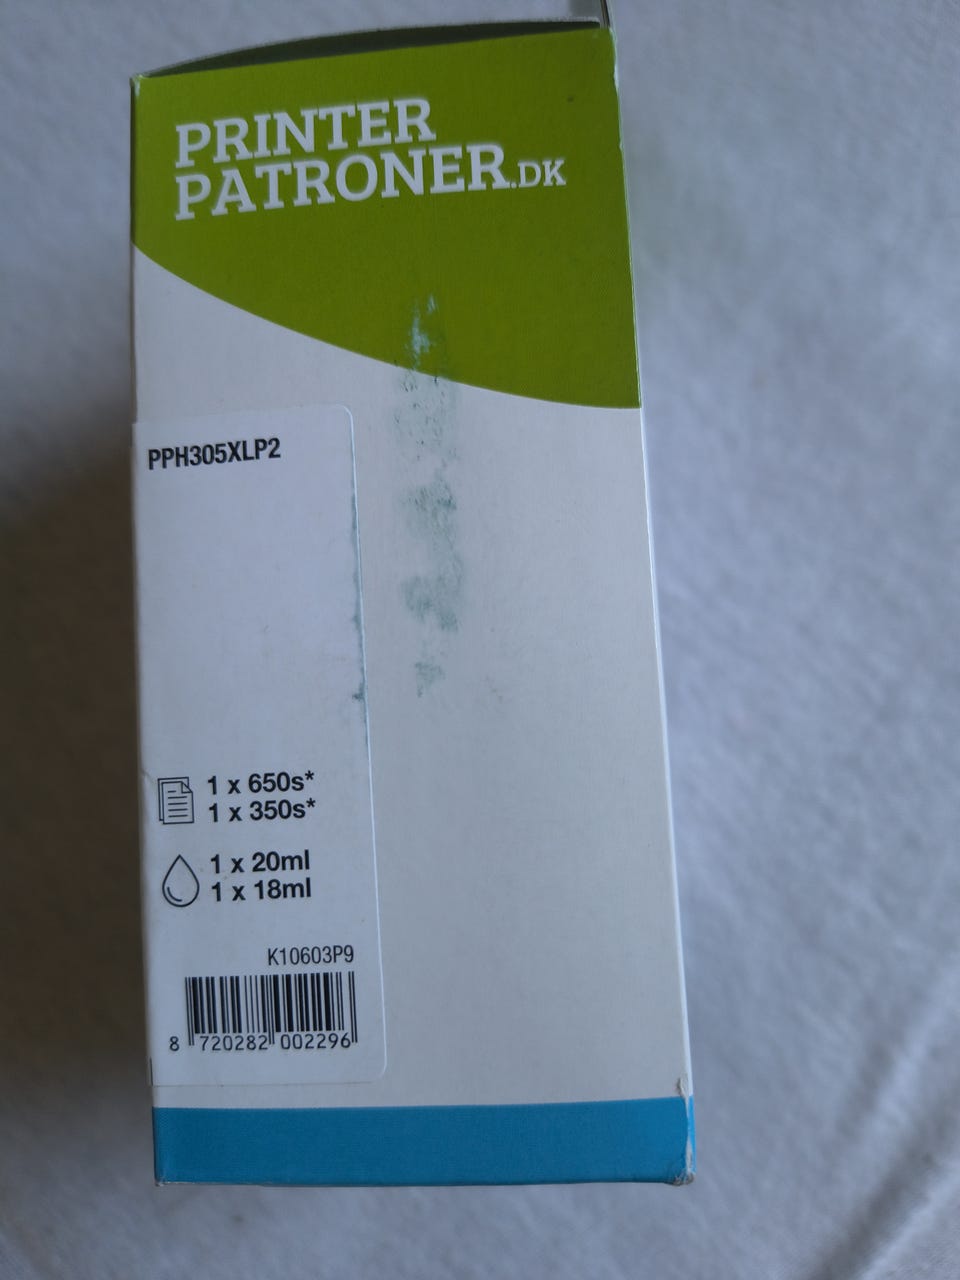 PRINTER
PATRONER.DK
PPH305XLP2
1 x 650s*
1 x 350s*
1 x 20ml
1 x 18ml
K10603P9
8 720282 002296